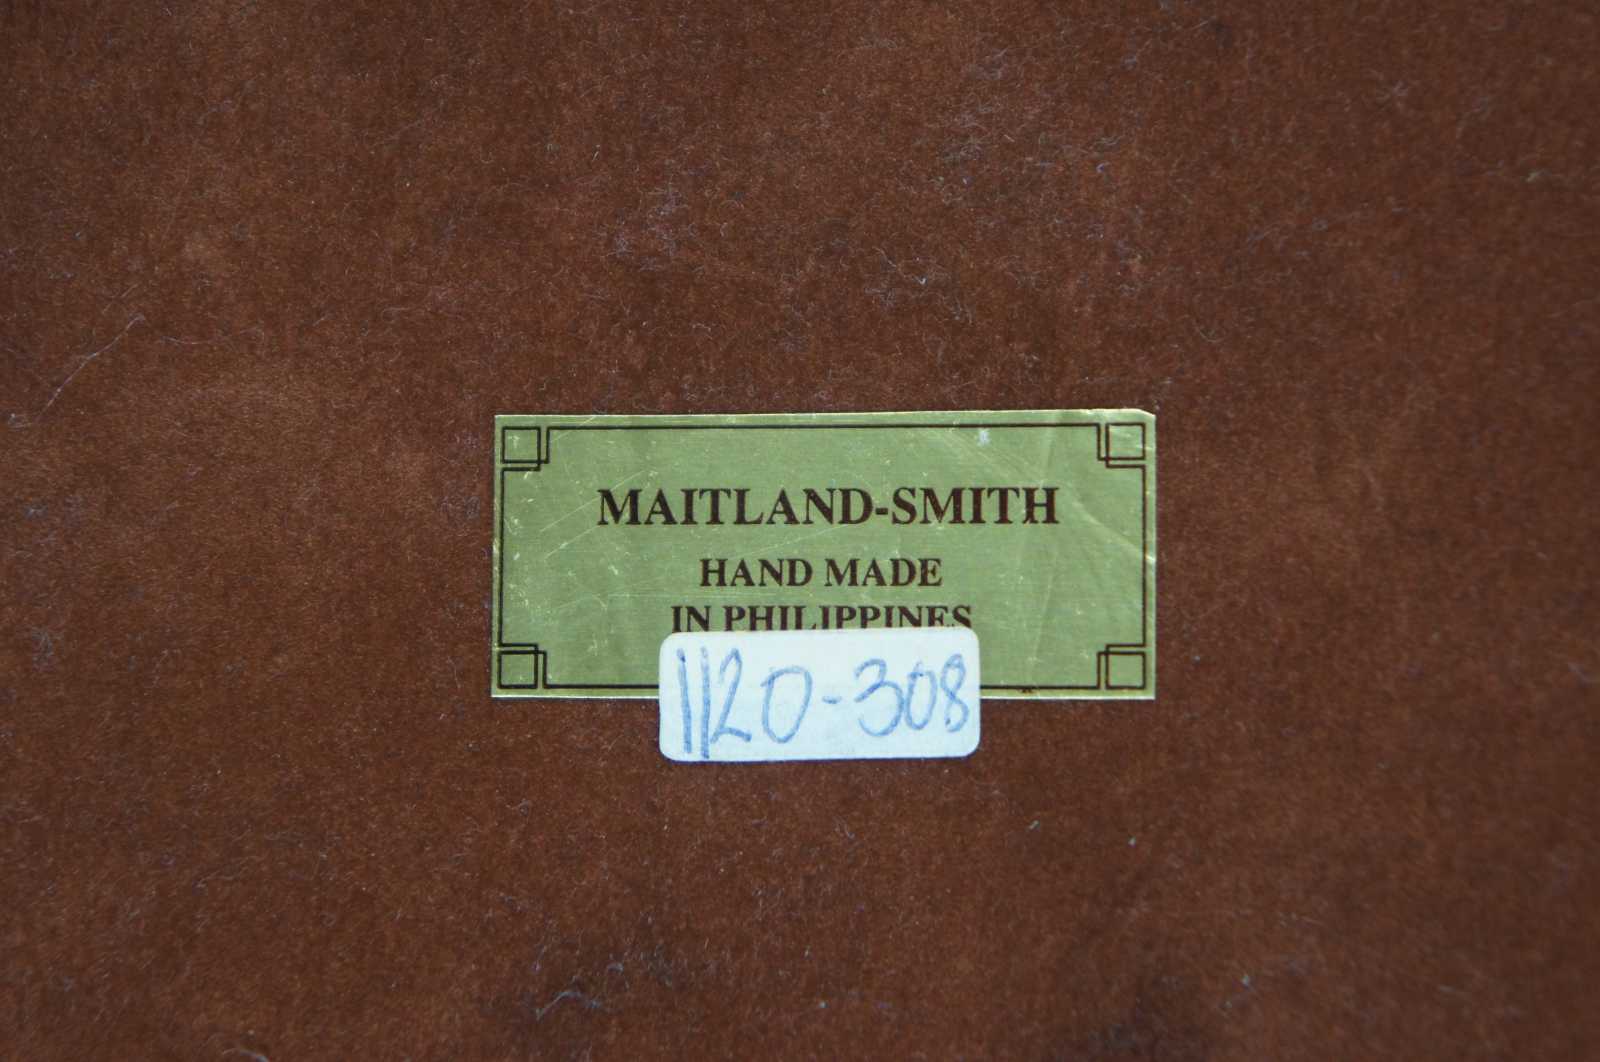 MAITLAND-SMITH
HAND MADE
IN PHILIPPINES
1120-308